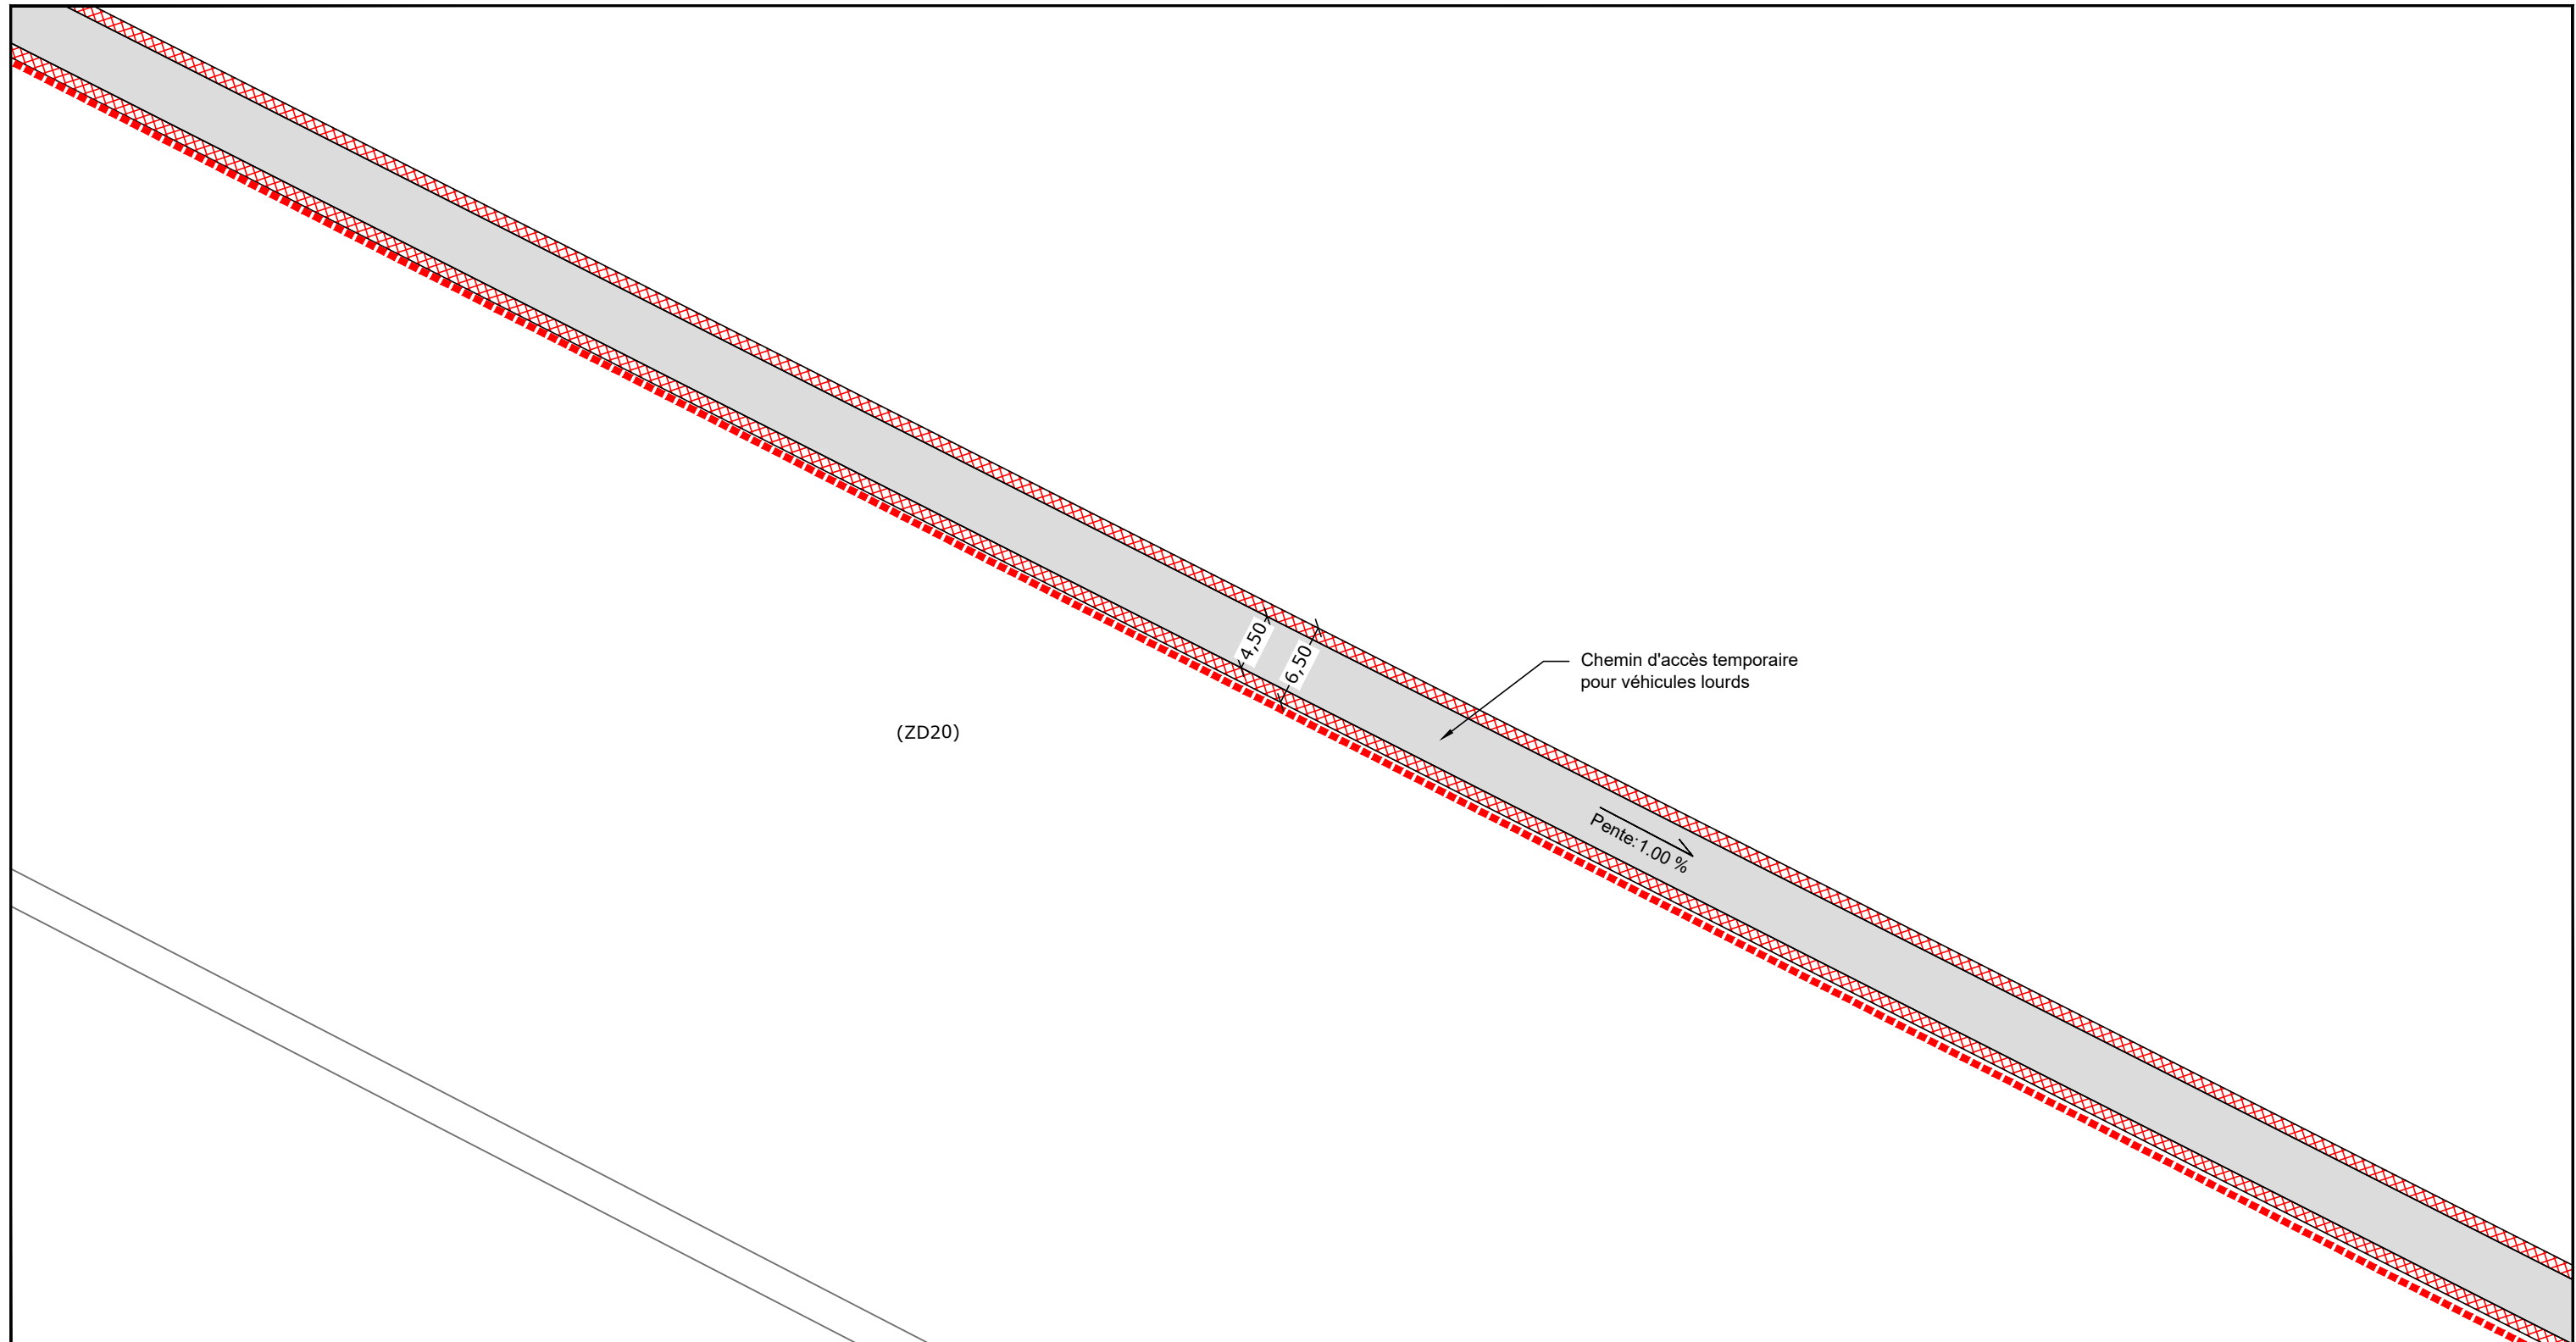 4,50
6,50
Chemin d'accès temporaire
pour véhicules lourds
(ZD20)
Pente: 1.00 %